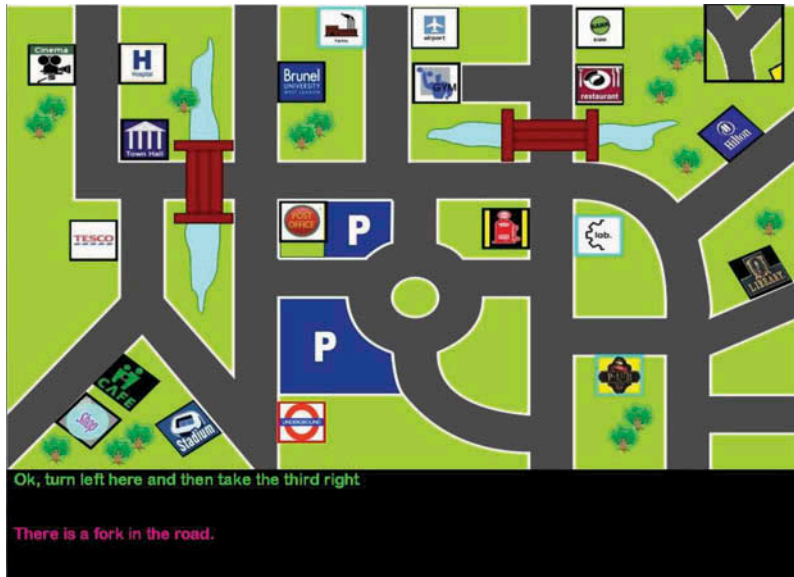 Cinema
H
Hospital
airport
BANK
Brunel
UNIVERSITY
WEST LONDON
GYM
restaurant
Hilton
Town Hall
POST
OFFICE
P
TESCO
lab.
LIBRARY
P
CAFE
Shop
Stadium
UNDERGROUND
Ok, turn left here and then take the third right
There is a fork in the road.